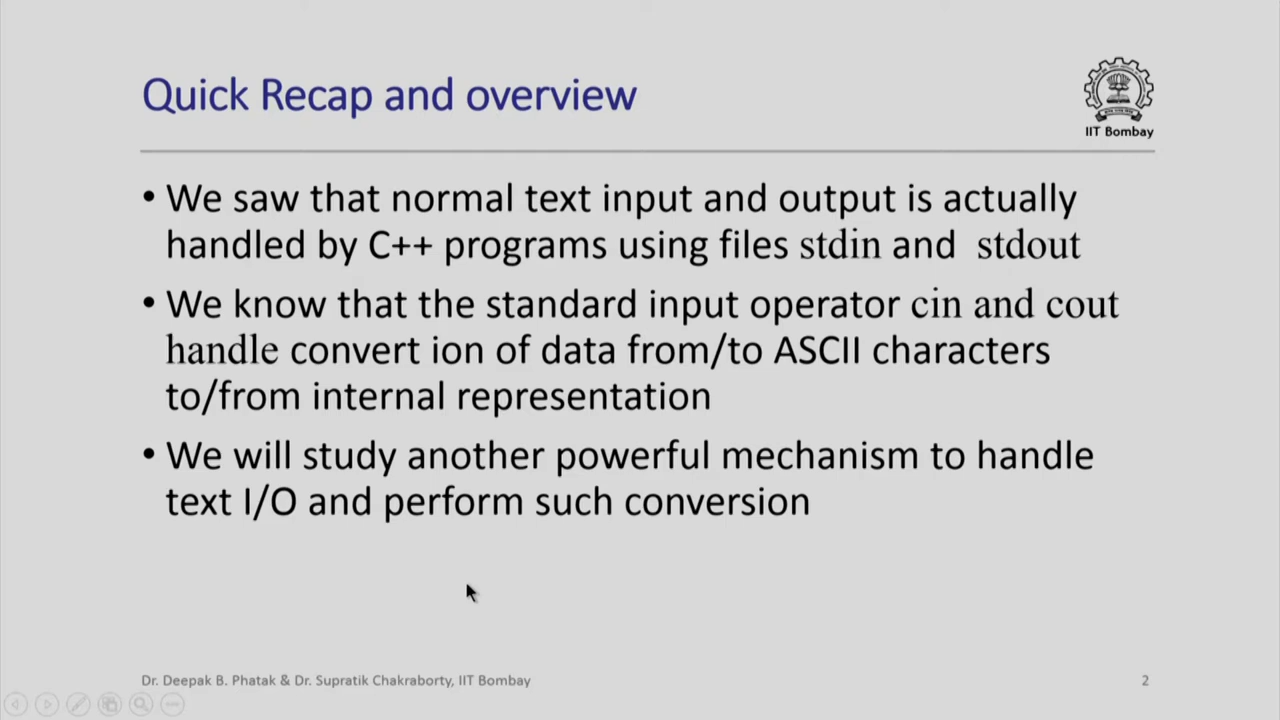 Quick Recap and overview
IIT Bombay
• We saw that normal text input and output is actually
handled by C++ programs using files stdin and stdout
• We know that the standard input operator cin and cout
handle convert ion of data from/to ASCII characters
to/from internal representation
• We will study another powerful mechanism to handle
text I/O and perform such conversion
Dr. Deepak B. Phatak & Dr. Supratik Chakraborty, IIT Bombay
2